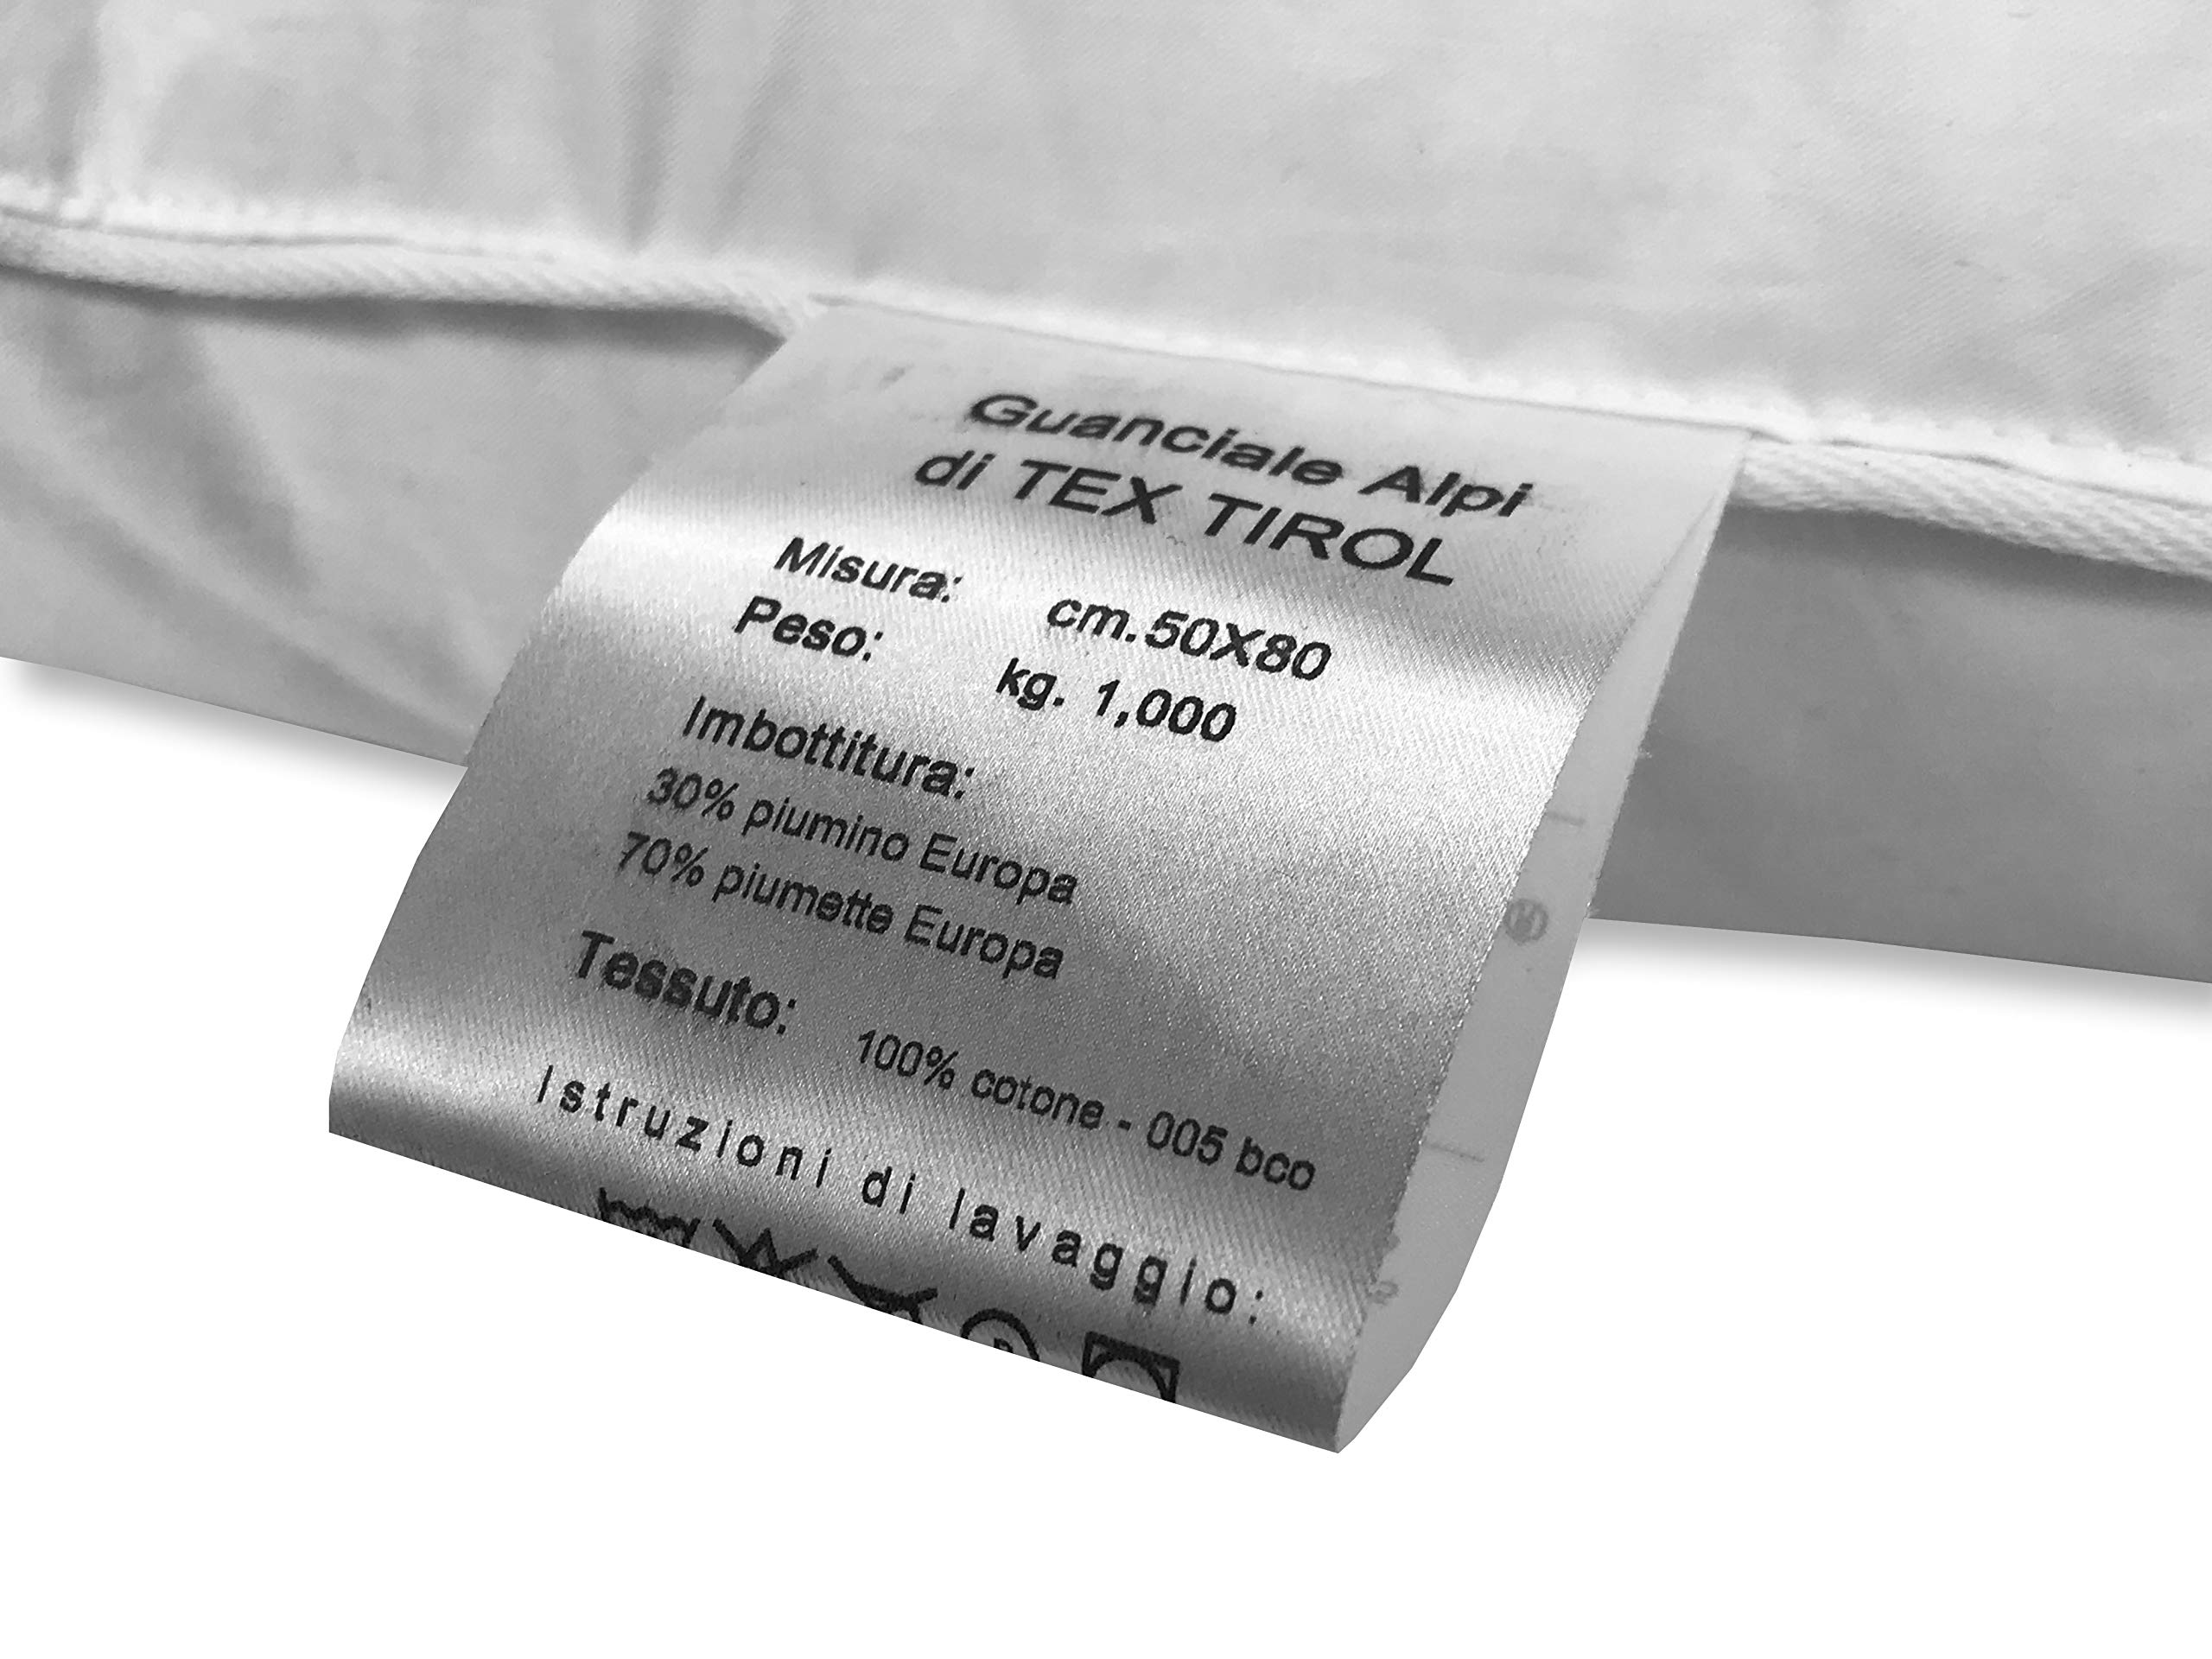 Guanciale Alpi
di TEX TIROL
Misura: cm.50X80
Peso: kg. 1,000
Imbottitura:
30% piumino Europa
70% piumette Europa
Tessuto: 100% cotone - 005 bco
Istruzioni di lavaggio:
P